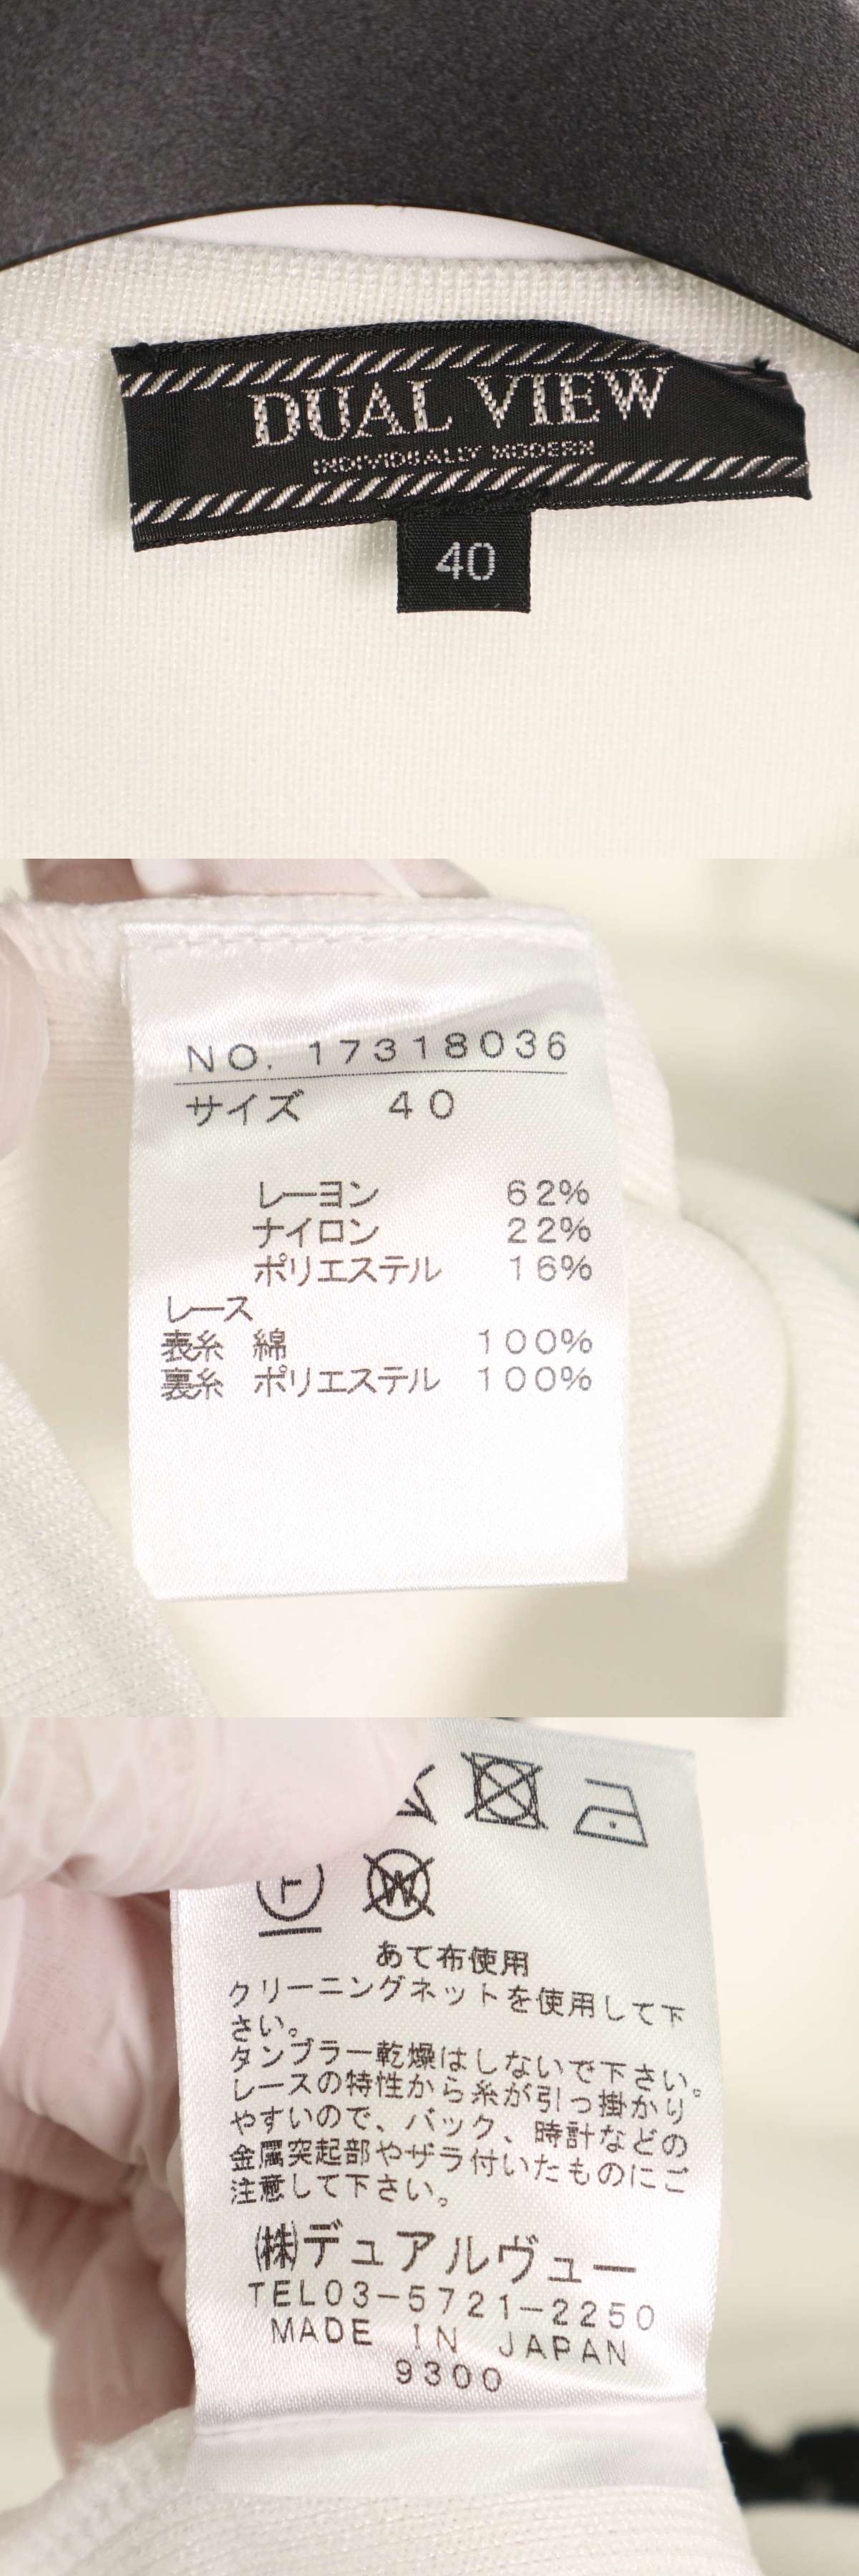 DUAL VIEW
INDIVIDUALLY MODERN
40
NO. 17318036
サイズ 40
レーヨン 62%
ナイロン 22%
ポリエステル 16%
レース
表糸 綿 100%
裏糸 ポリエステル 100%
F
W
あて布使用
クリーニングネットを使用して下
さい。
タンブラー乾燥はしないで下さい。
レースの特性から糸が引っ掛かり
やすいので、バック、時計などの
金属突起部やザラ付いたものにご
注意して下さい。
㈱デュアルヴュー
TEL03-5721-2250
MADE IN JAPAN
9300